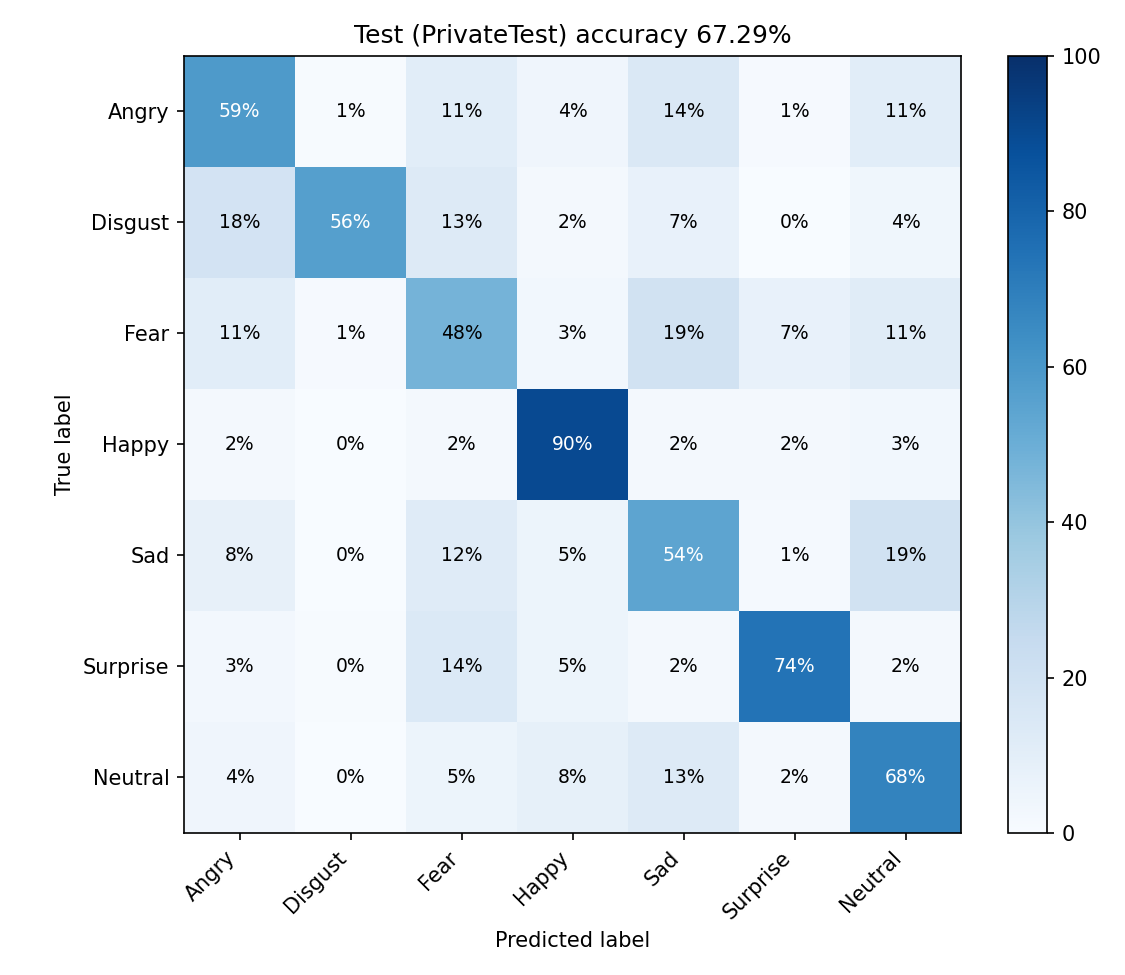 Test (PrivateTest) accuracy 67.29%
Angry 59% 1% 11% 4% 14% 1% 11%
Disgust 18% 56% 13% 2% 7% 0% 4%
Fear 11% 1% 48% 3% 19% 7% 11%
Happy 2% 0% 2% 90% 2% 2% 3%
Sad 8% 0% 12% 5% 54% 1% 19%
Surprise 3% 0% 14% 5% 2% 74% 2%
Neutral 4% 0% 5% 8% 13% 2% 68%
True label
Angry Disgust Fear Happy Sad Surprise Neutral
Predicted label
100
80
60
40
20
0